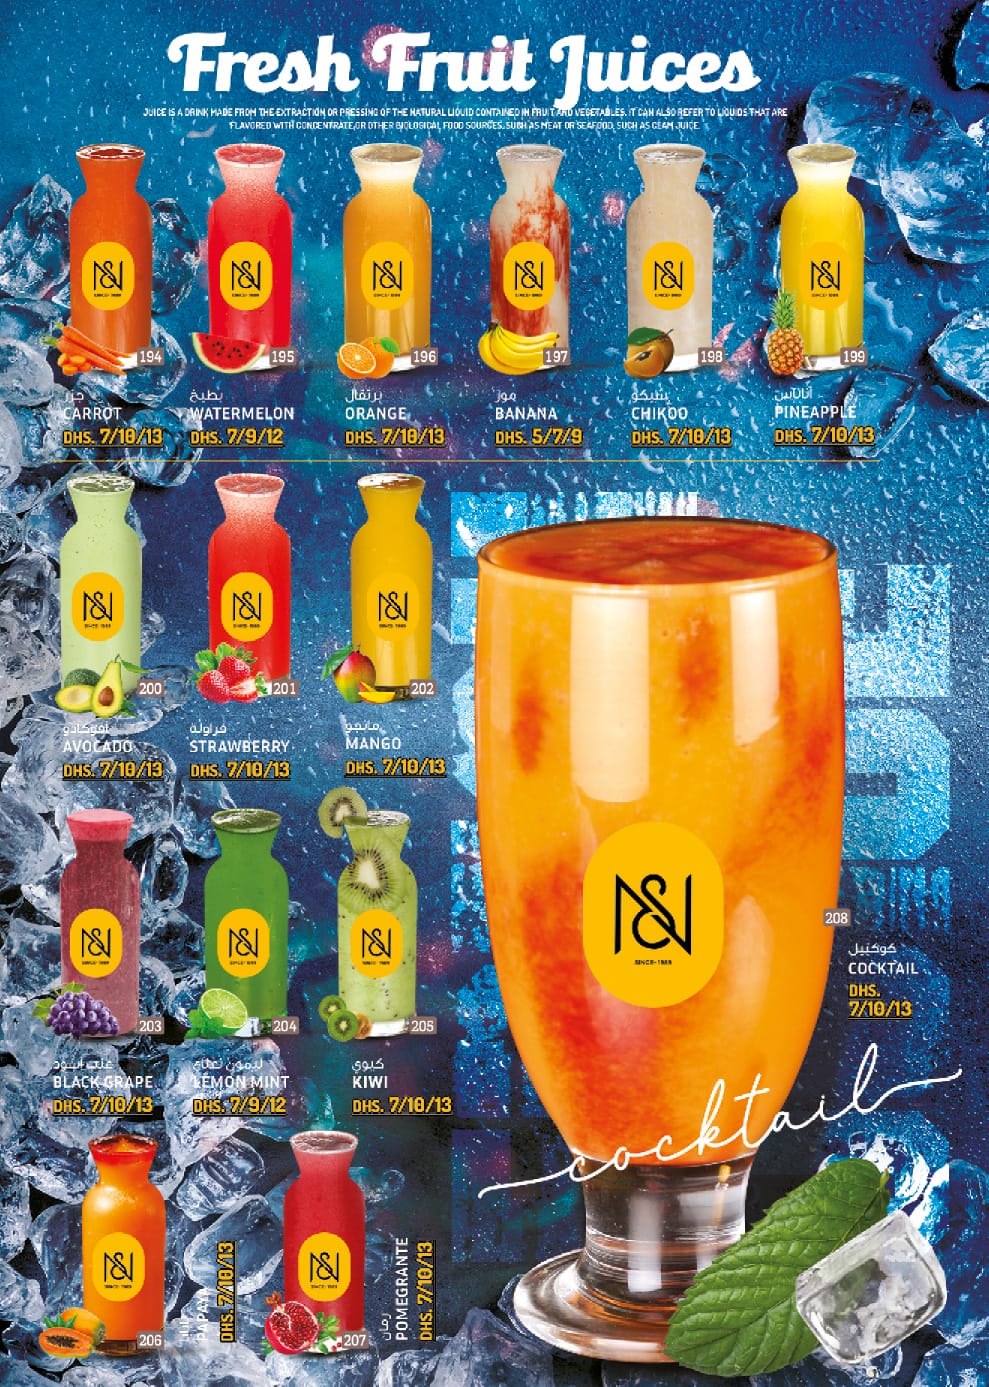 Fresh Fruit Juices
JUICE IS A DRINK MADE FROM THE EXTRACTION OR PRESSING OF THE NATURAL LIQUID CONTAINED IN FRUIT AND VEGETABLES. IT CAN ALSO REFER TO LIQUIDS THAT ARE
FLAVORED WITH CONCENTRATE OR OTHER BIOLOGICAL FOOD SOURCES, SUCH AS MEAT OR SEAFOOD, SUCH AS CLAM JUICE.
N&N
SINCE-1989
194
جزر
CARROT
DHS. 7/10/13
195
بطيخ
WATERMELON
DHS. 7/9/12
196
برتقال
ORANGE
DHS. 7/10/13
197
موز
BANANA
DHS. 5/7/9
198
شيكو
CHIKOO
DHS. 7/10/13
199
أناناس
PINEAPPLE
DHS. 7/10/13
200
افوكادو
AVOCADO
DHS. 7/10/13
201
فراولة
STRAWBERRY
DHS. 7/10/13
202
مانجو
MANGO
DHS. 7/10/13
203
عنب اسود
BLACK GRAPE
DHS. 7/10/13
204
ليمون نعناع
LEMON MINT
DHS. 7/9/12
205
كيوي
KIWI
DHS. 7/10/13
206
PAPAYA
DHS. 7/10/13
207
رمان
POMEGRANTE
DHS. 7/10/13
208
كوكتيل
COCKTAIL
DHS.
7/10/13
cocktail